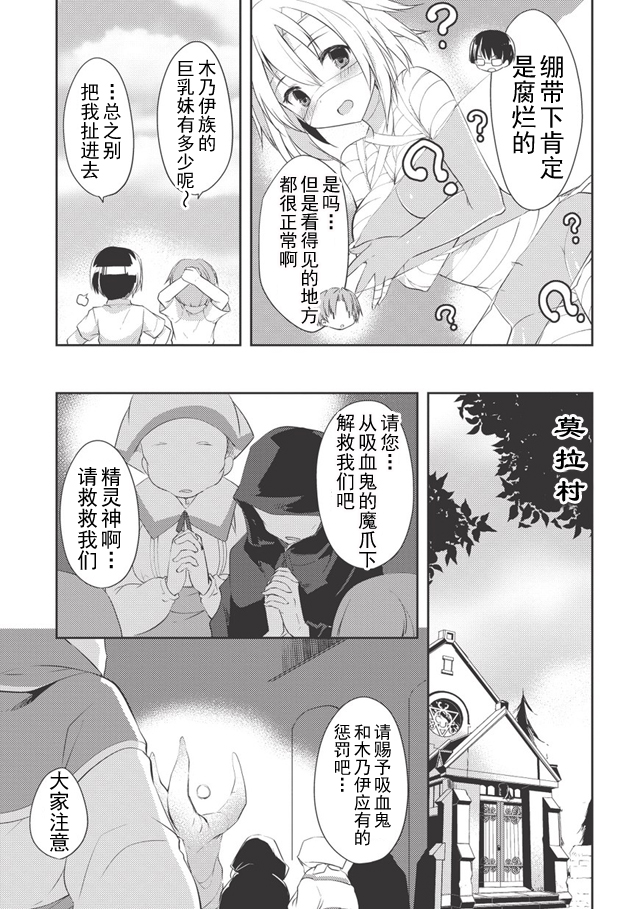 绷带下肯定
是腐烂的
是吗…
但是看得见的地方
都很正常啊
？
？
？
？
？
木乃伊族的
巨乳妹有多少呢～
…总之别
把我扯进去
莫拉村
请您…
从吸血鬼的魔爪下
解救我们吧
精灵神啊…
请救救我们
请赐予吸血鬼
和木乃伊应有的
惩罚吧…
大家注意